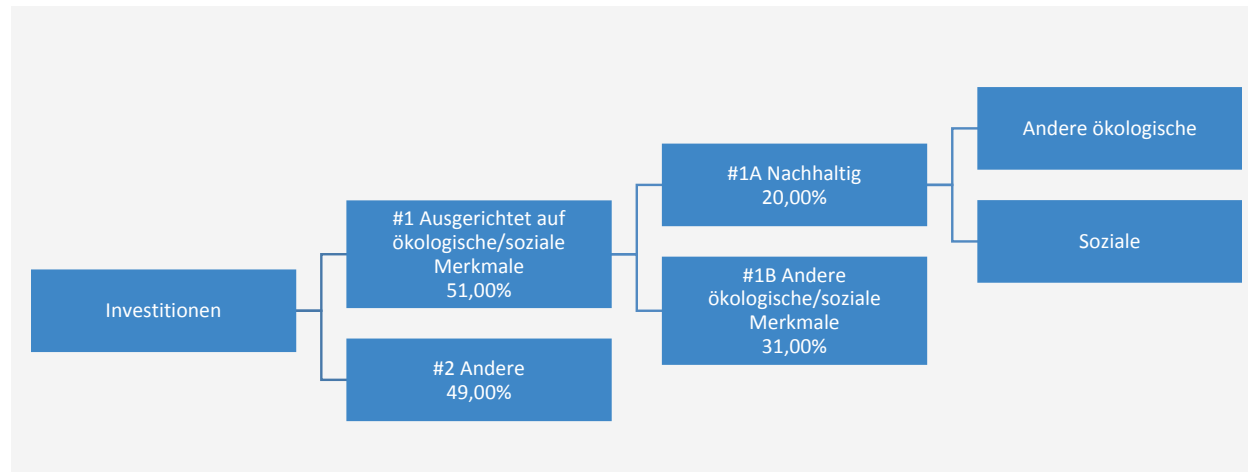 Investitionen
#1 Ausgerichtet auf
ökologische/soziale
Merkmale
51,00%
#2 Andere
49,00%
#1A Nachhaltig
20,00%
#1B Andere
ökologische/soziale
Merkmale
31,00%
Andere ökologische
Soziale